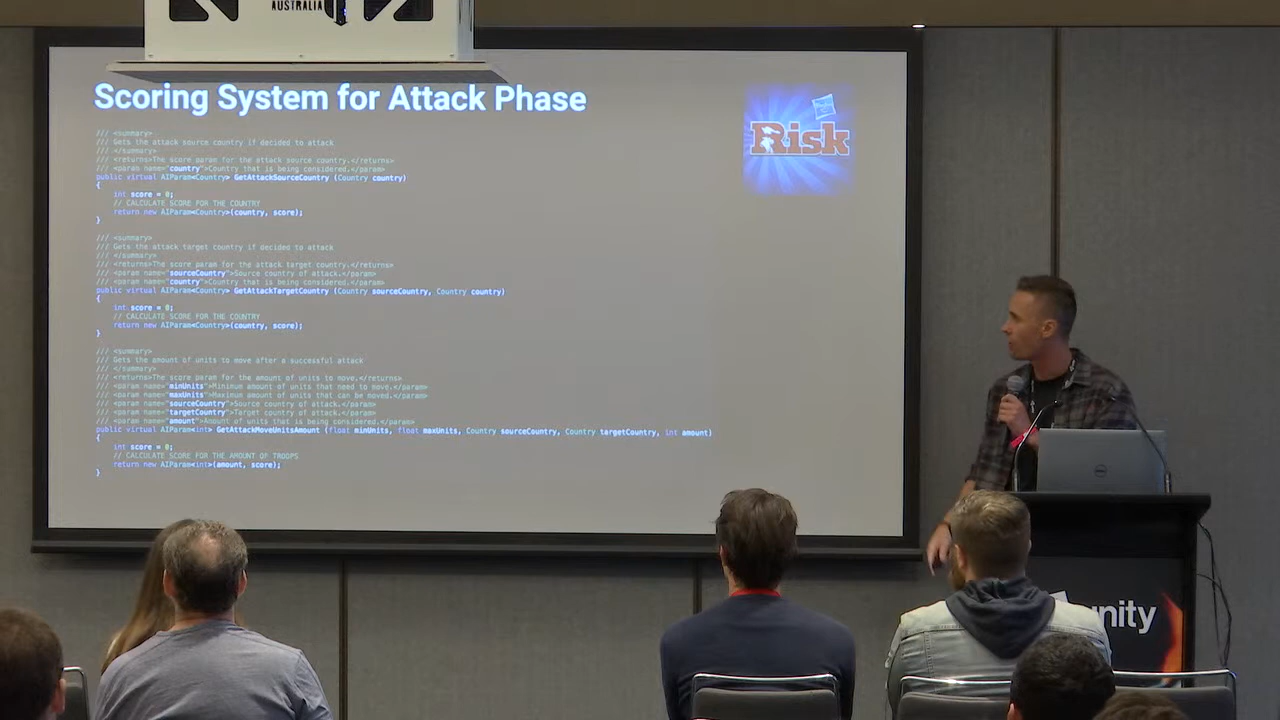 AUSTRALIA
Scoring System for Attack Phase
Risk
/// <summary>
/// Gets the attack source country if decided to attack
/// </summary>
/// <returns>The score param for the attack source country.</returns>
/// <param name="country">Country that is being considered.</param>
public virtual AIParam<Country> GetAttackSourceCountry (Country country)
{
int score = 0;
// CALCULATE SCORE FOR THE COUNTRY
return new AIParam<Country>(country, score);
}
/// <summary>
/// Gets the attack target country if decided to attack
/// </summary>
/// <returns>The score param for the attack target country.</returns>
/// <param name="sourceCountry">Source country of attack.</param>
/// <param name="country">Country that is being considered.</param>
public virtual AIParam<Country> GetAttackTargetCountry (Country sourceCountry, Country country)
{
int score = 0;
// CALCULATE SCORE FOR THE COUNTRY
return new AIParam<Country>(country, score);
}
/// <summary>
/// Gets the amount of units to move after a successful attack
/// </summary>
/// <returns>The score param for the amount of units to move.</returns>
/// <param name="minUnits">Minimum amount of units that need to move.</param>
/// <param name="maxUnits">Maximum amount of units that can be moved.</param>
/// <param name="sourceCountry">Source country of attack.</param>
/// <param name="targetCountry">Target country of attack.</param>
/// <param name="amount">Amount of units that is being considered.</param>
public virtual AIParam<int> GetAttackMoveUnitsAmount (float minUnits, float maxUnits, Country sourceCountry, Country targetCountry, int amount)
{
int score = 0;
// CALCULATE SCORE FOR THE AMOUNT OF TROOPS
return new AIParam<int>(amount, score);
}
DELL
unity